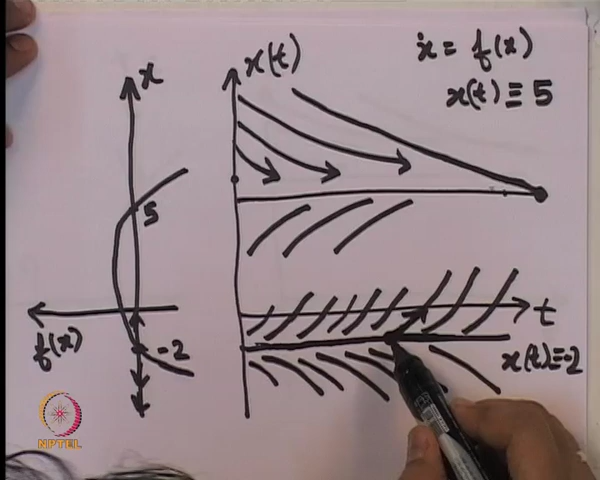 ẋ = f(x)
x(t) ≡ 5
x
x(t)
5
f(x)
-2
t
x(t)≡-2
NPTEL